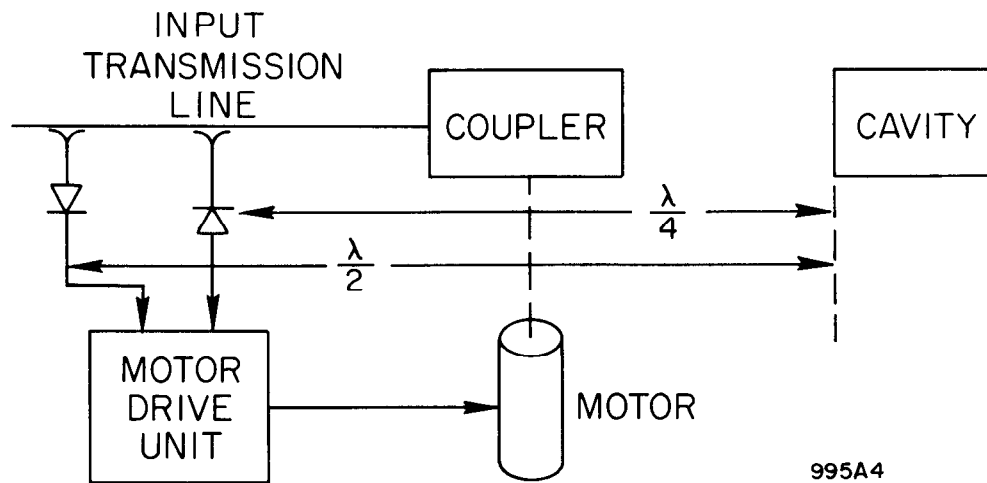 INPUT
TRANSMISSION
LINE
COUPLER
CAVITY
λ
4
λ
2
MOTOR
DRIVE
UNIT
MOTOR
995A4